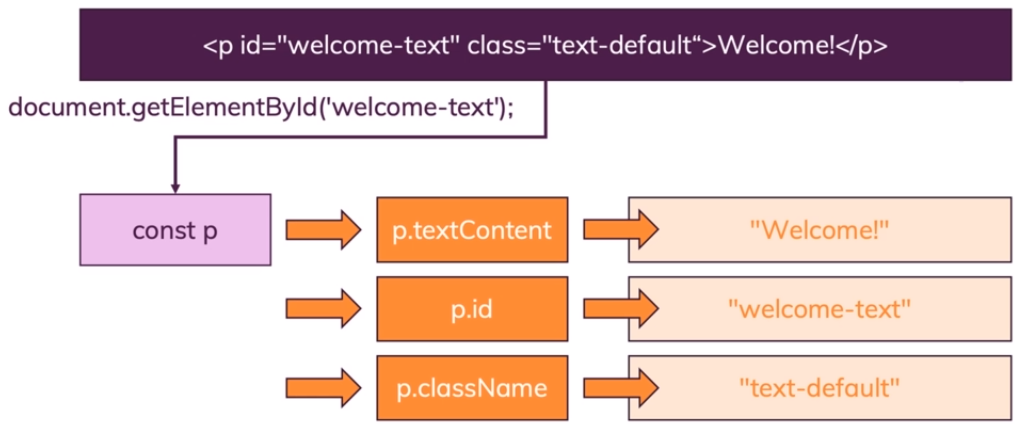 <p id="welcome-text" class="text-default“>Welcome!</p>
document.getElementById('welcome-text');
const p
p.textContent
"Welcome!"
p.id
"welcome-text"
p.className
"text-default"